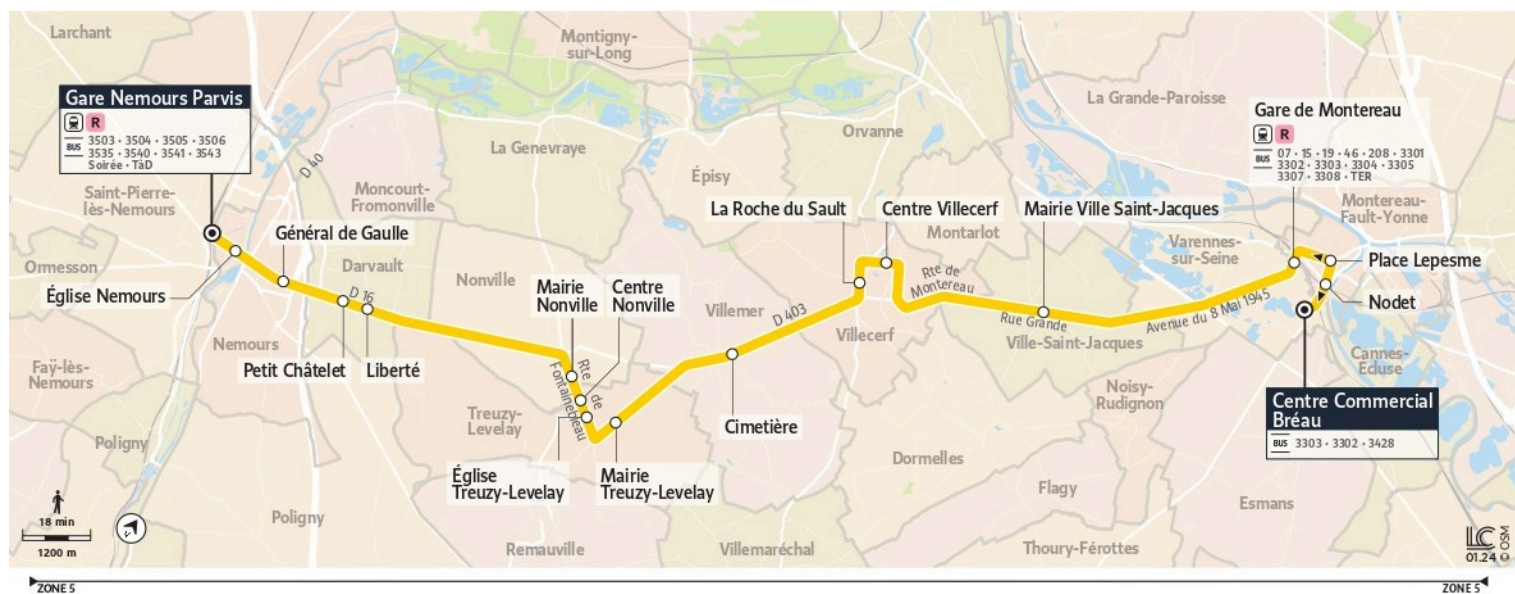 Larchant
Montigny-
sur-Loing
La Grande-Paroisse
Gare Nemours Parvis
R
BUS
3503 · 3504 · 3505 · 3506
3535 · 3540 · 3541 · 3543
Soirée · TàD
D 40
La Genevraye
Orvanne
Gare de Montereau
R
BUS
07 · 15 · 19 · 46 · 208 · 3301
3302 · 3303 · 3304 · 3305
3307 · 3308 · TER
Saint-Pierre-
lès-Nemours
Moncourt-
Fromonville
Épisy
Montereau-
Fault-Yonne
La Roche du Sault
Centre Villecerf
Mairie Ville Saint-Jacques
Montarlot
Général de Gaulle
Varennes-
sur-Seine
Ormesson
Darvault
Nonville
Place Lepesme
Église Nemours
D 16
Mairie
Nonville
Centre
Nonville
Rte de
Montereau
Nodet
Villemer
D 403
Rue Grande
Avenue du 8 Mai 1945
Nemours
Villecerf
Ville-Saint-Jacques
Faÿ-lès-
Nemours
Petit Châtelet
Liberté
Rte de
Fontainebleau
Cannes-
Écluse
Noisy-
Rudignon
Centre Commercial
Bréau
BUS
3303 · 3302 · 3428
Treuzy-
Levelay
Cimetière
Poligny
Église
Treuzy-Levelay
Mairie
Treuzy-Levelay
Dormelles
Flagy
Esmans
18 min
1200 m
Poligny
Remauville
Villemaréchal
Thoury-Férottes
LC
01.24
© OSM
ZONE 5
ZONE 5